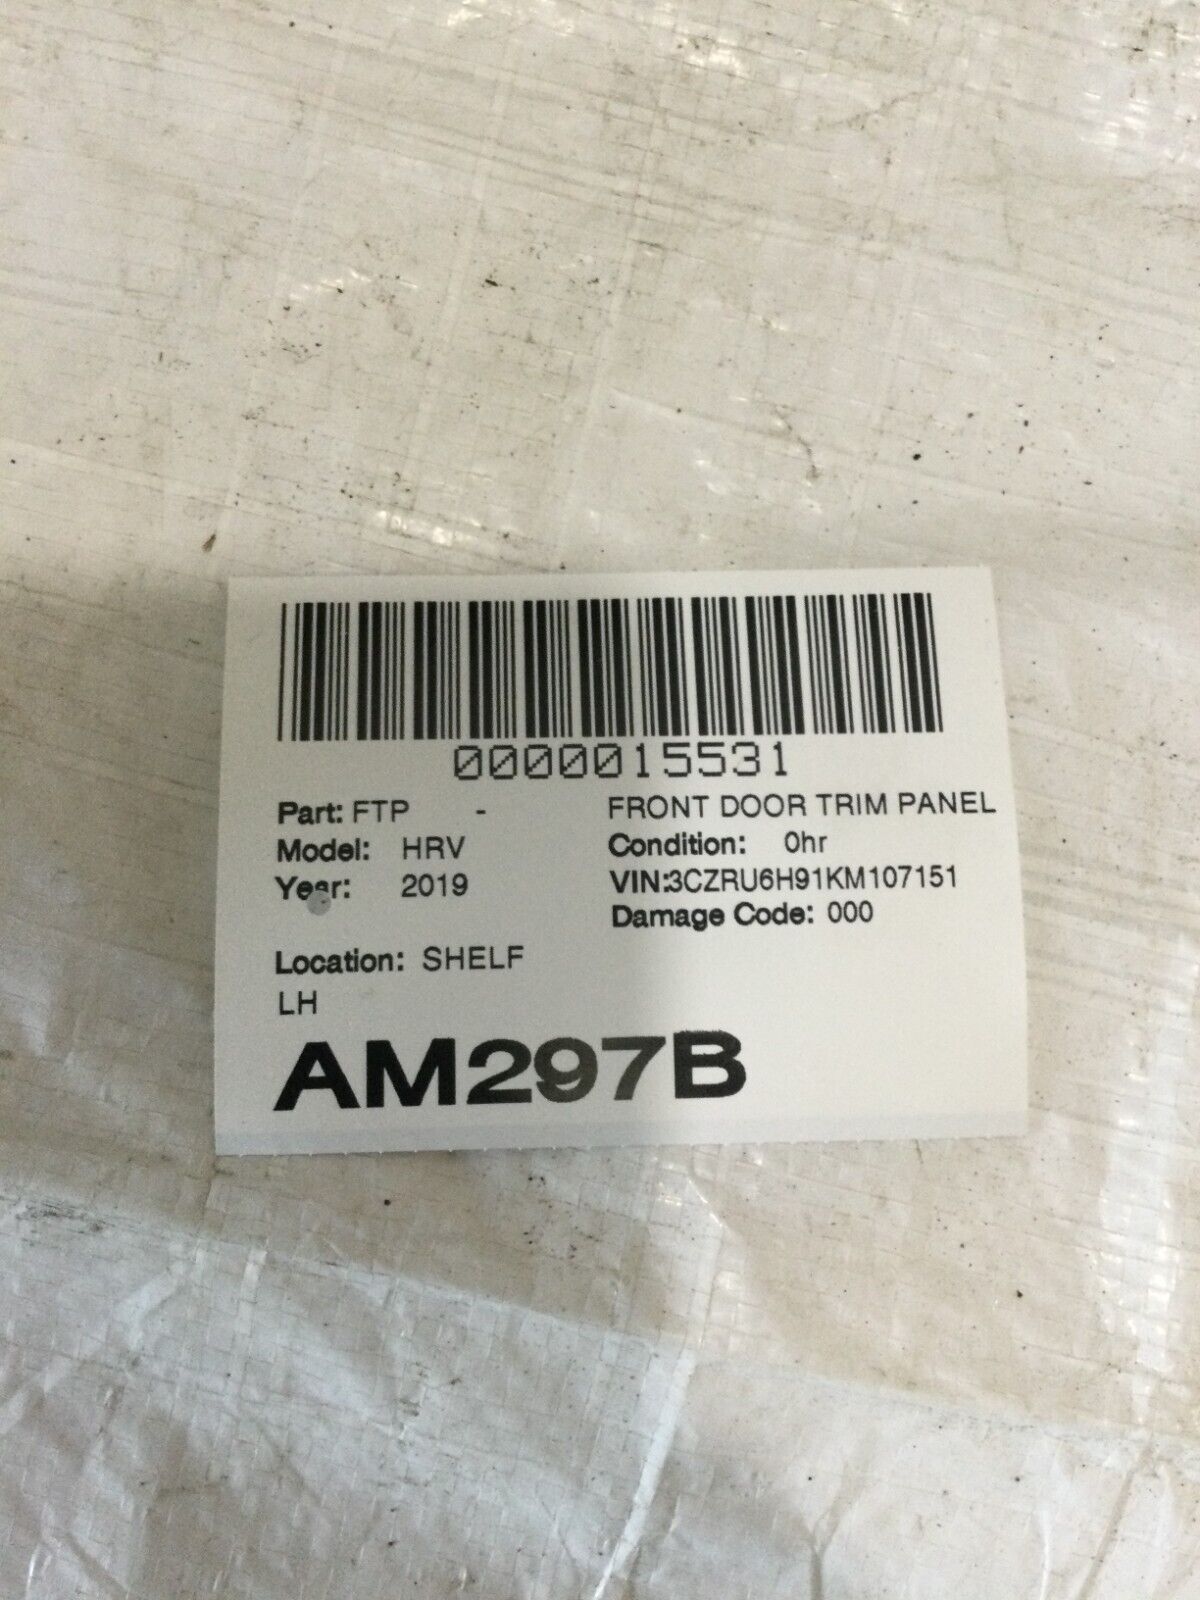 0000015531
Part: FTP - FRONT DOOR TRIM PANEL
Model: HRV Condition: 0hr
Year: 2019 VIN:3CZRU6H91KM107151
Damage Code: 000
Location: SHELF
LH
AM297B